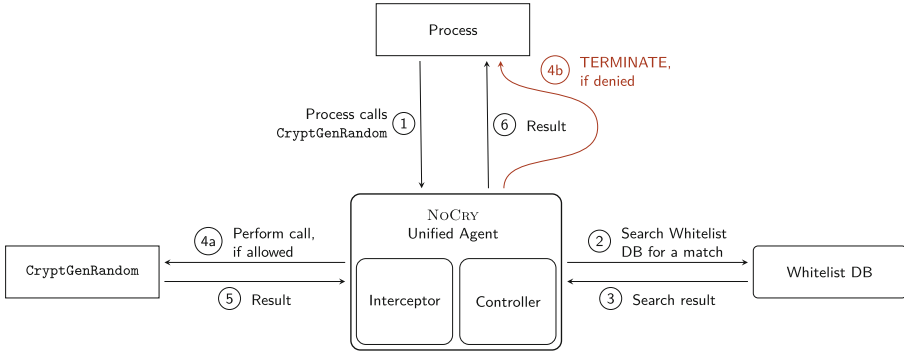 Process
4b
TERMINATE,
if denied
Process calls
CryptGenRandom
1
6
Result
NoCry
Unified Agent
4a
Perform call,
if allowed
2
Search Whitelist
DB for a match
CryptGenRandom
Interceptor
Controller
Whitelist DB
5
Result
3
Search result